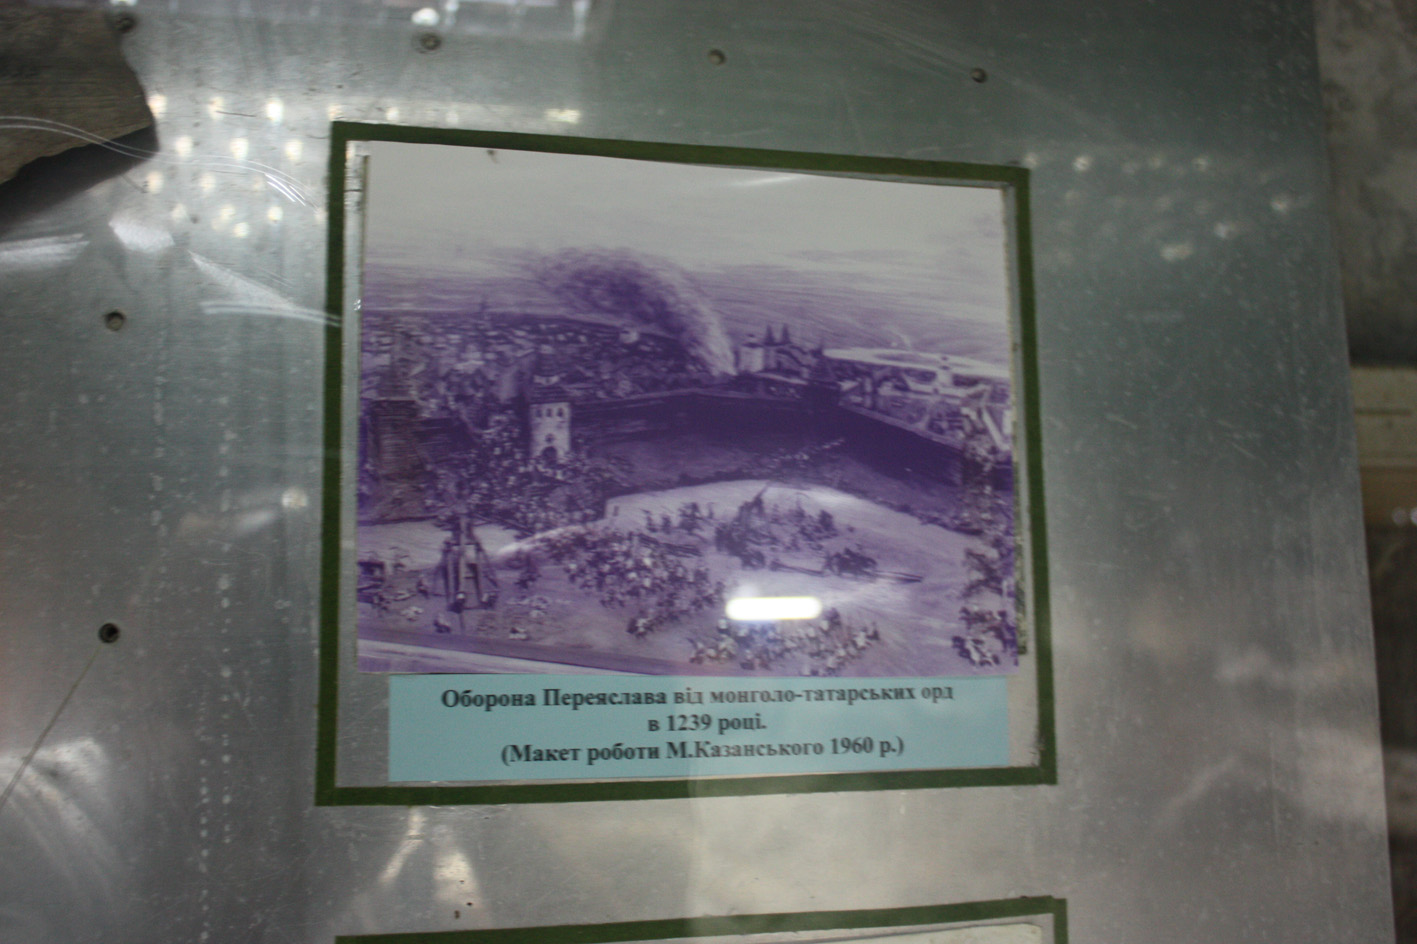 Оборона Переяслава від монголо-татарських орд
в 1239 році.
(Макет роботи М.Казанського 1960 р.)